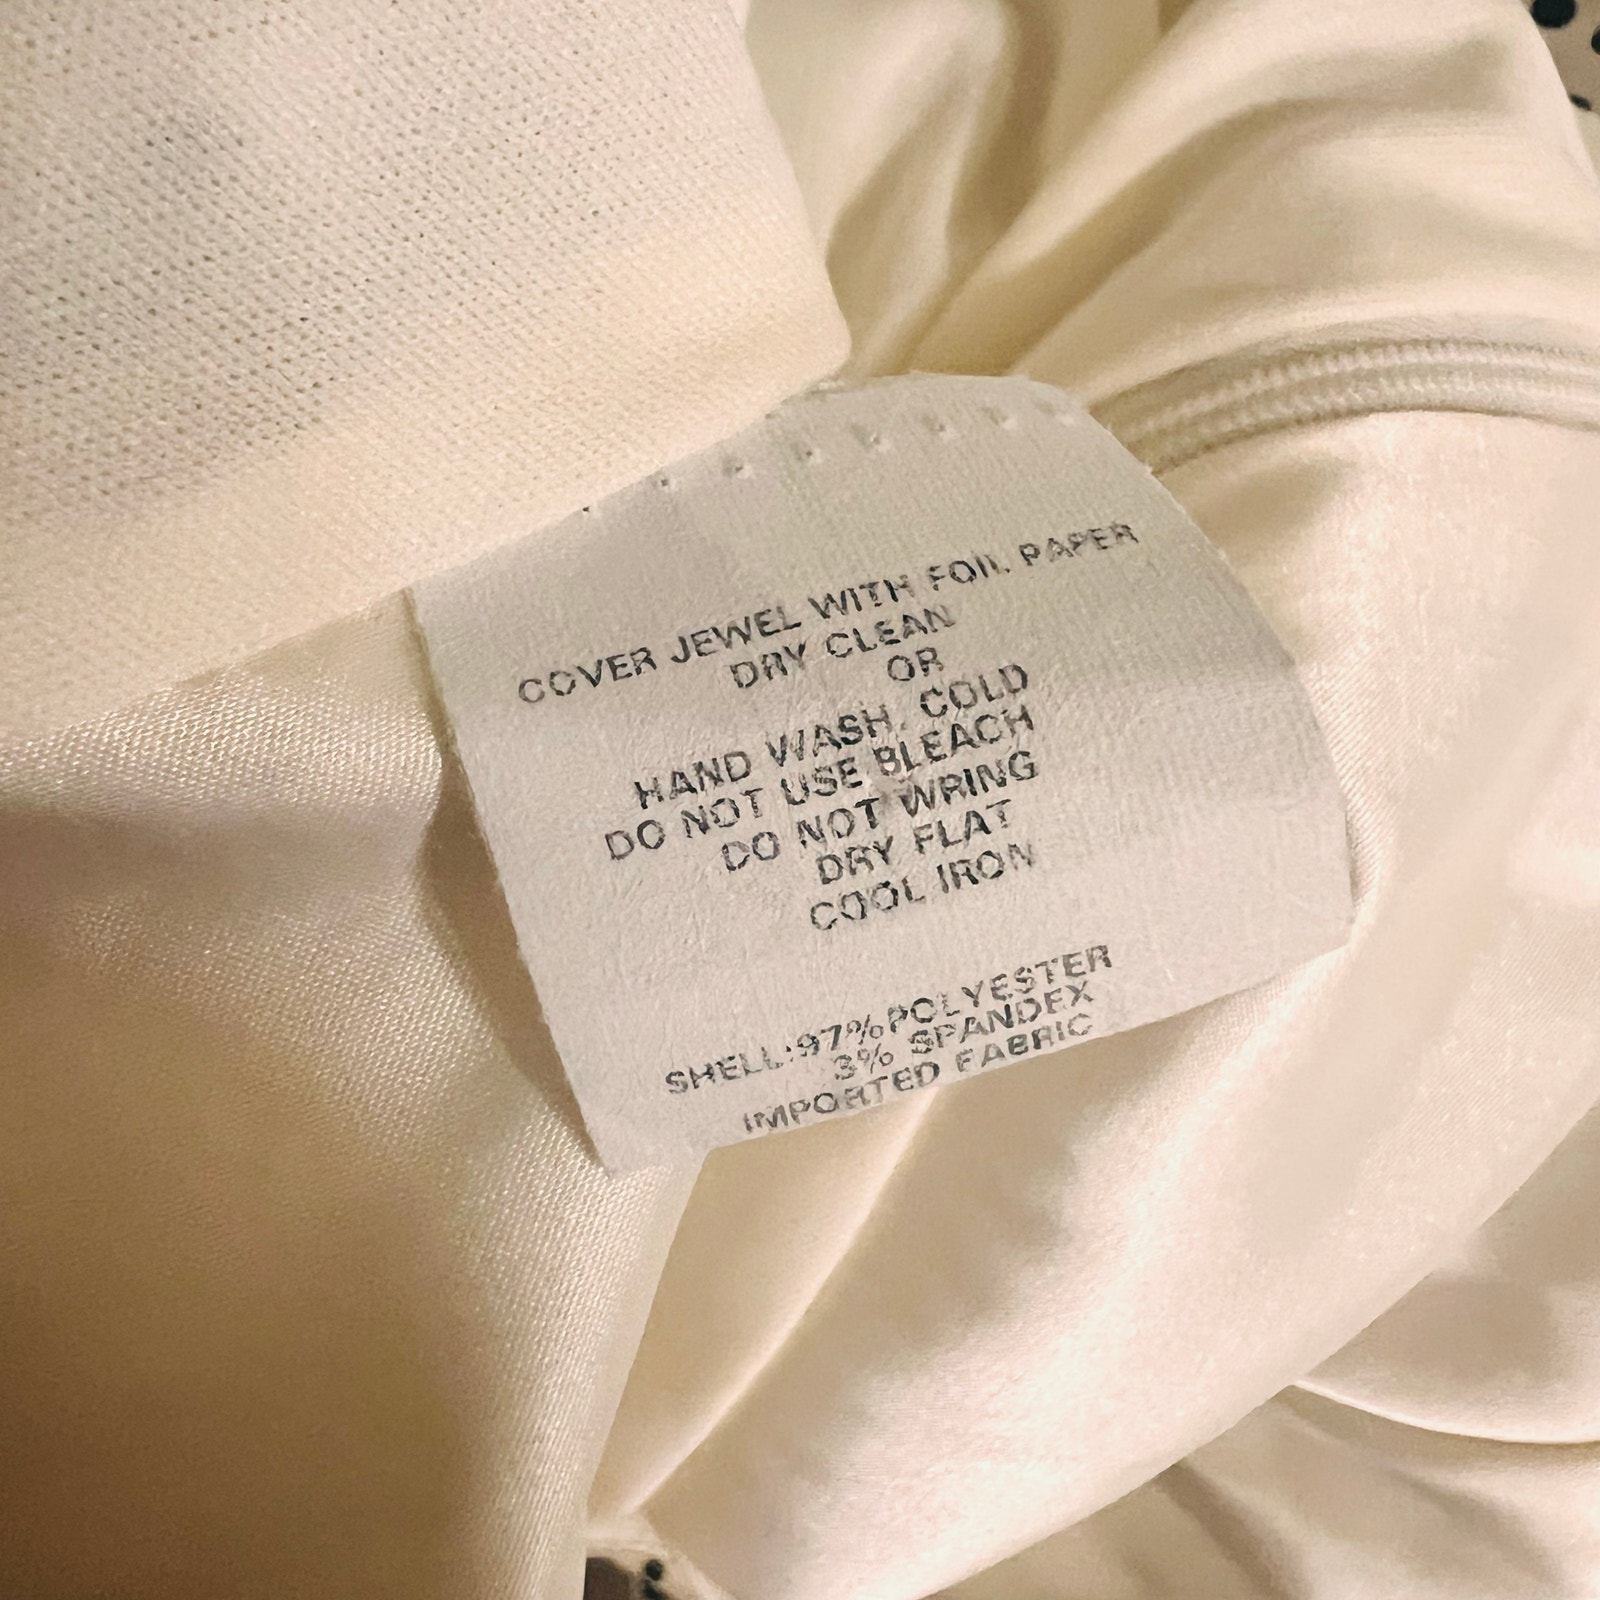 COVER JEWEL WITH FOIL PAPER
DRY CLEAN
OR
HAND WASH, COLD
DO NOT USE BLEACH
DO NOT WRING
DRY FLAT
COOL IRON
SHELL:97%POLYESTER
3% SPANDEX
IMPORTED FABRIC